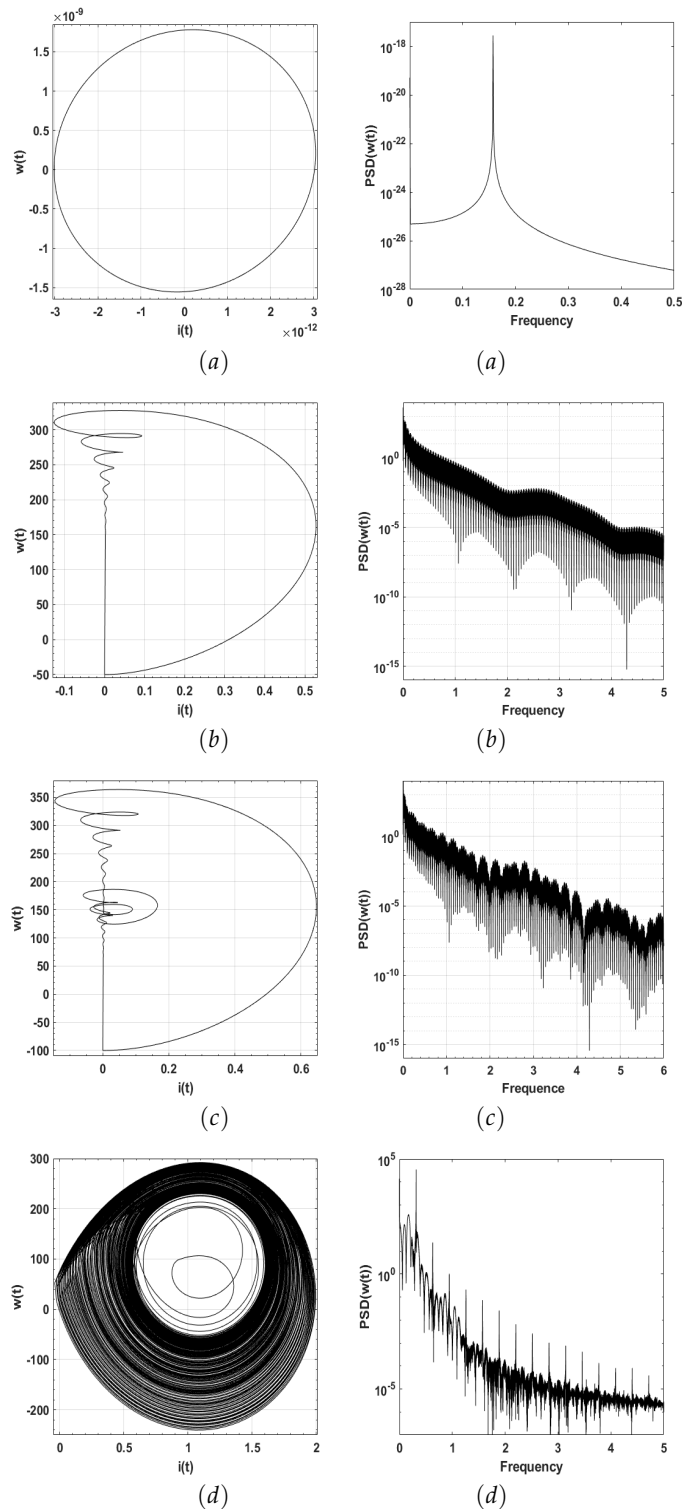 ×10⁻⁹
1.5
1
0.5
0
-0.5
-1
-1.5
w(t)
-3 -2 -1 0 1 2 3
i(t)
×10⁻¹²
(a)
10⁻¹⁸
10⁻²⁰
10⁻²²
10⁻²⁴
10⁻²⁶
10⁻²⁸
PSD(w(t))
0 0.1 0.2 0.3 0.4 0.5
Frequency
(a)
300
250
200
150
100
50
0
-50
w(t)
-0.1 0 0.1 0.2 0.3 0.4 0.5
i(t)
(b)
10⁰
10⁻⁵
10⁻¹⁰
10⁻¹⁵
PSD(w(t))
0 1 2 3 4 5
Frequency
(b)
350
300
250
200
150
100
50
0
-50
-100
w(t)
0 0.2 0.4 0.6
i(t)
(c)
10⁰
10⁻⁵
10⁻¹⁰
10⁻¹⁵
PSD(w(t))
0 1 2 3 4 5 6
Frequence
(c)
300
200
100
0
-100
-200
w(t)
0 0.5 1 1.5 2
i(t)
(d)
10⁵
10⁰
10⁻⁵
PSD(w(t))
0 1 2 3 4 5
Frequency
(d)